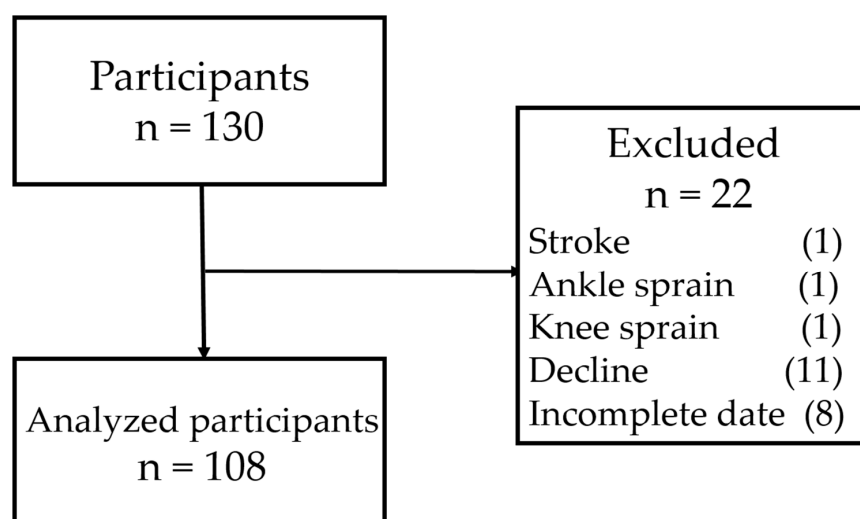 Participants
n = 130
Excluded
n = 22
Stroke (1)
Ankle sprain (1)
Knee sprain (1)
Decline (11)
Incomplete date (8)
Analyzed participants
n = 108